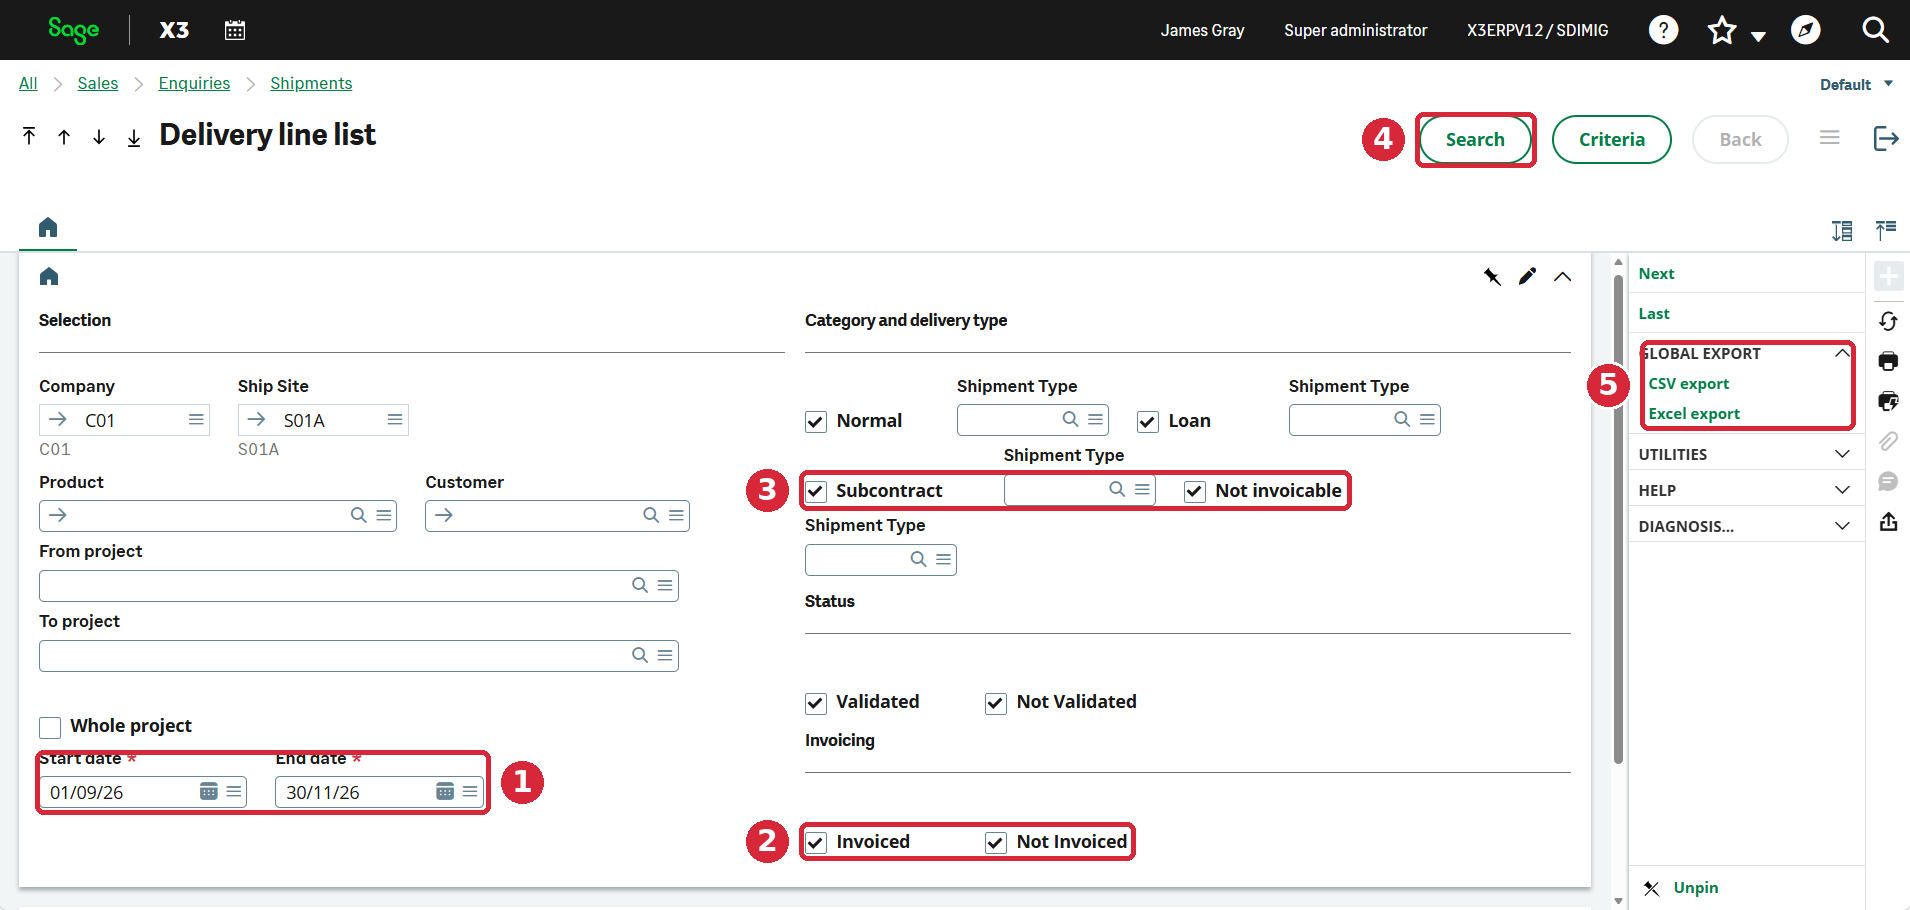 Sage X3 James Gray Super administrator X3ERPV12 / SDIMIG ?
All Sales Enquiries Shipments Default
Delivery line list 4 Search Criteria Back
Selection
Company Ship Site
C01 S01A
C01 S01A
Product Customer
From project
To project
Whole project
Start date * End date *
01/09/26 30/11/26 1
Category and delivery type
Shipment Type Shipment Type
Normal Loan
Shipment Type
3 Subcontract Not invoicable
Shipment Type
Status
Validated Not Validated
Invoicing
2 Invoiced Not Invoiced
Next
Last
GLOBAL EXPORT
5 CSV export
Excel export
UTILITIES
HELP
DIAGNOSIS...
Unpin